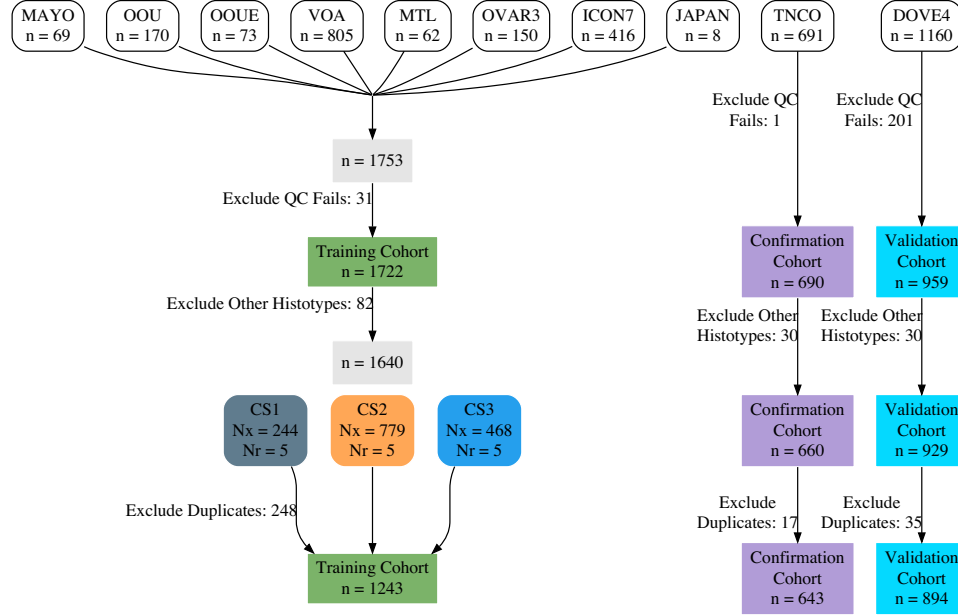 MAYO
n = 69
OOU
n = 170
OOUE
n = 73
VOA
n = 805
MTL
n = 62
OVAR3
n = 150
ICON7
n = 416
JAPAN
n = 8
TNCO
n = 691
DOVE4
n = 1160
Exclude QC
Fails: 1
Exclude QC
Fails: 201
n = 1753
Exclude QC Fails: 31
Training Cohort
n = 1722
Confirmation
Cohort
n = 690
Validation
Cohort
n = 959
Exclude Other Histotypes: 82
Exclude Other
Histotypes: 30
Exclude Other
Histotypes: 30
n = 1640
CS1
Nx = 244
Nr = 5
CS2
Nx = 779
Nr = 5
CS3
Nx = 468
Nr = 5
Confirmation
Cohort
n = 660
Validation
Cohort
n = 929
Exclude Duplicates: 248
Exclude
Duplicates: 17
Exclude
Duplicates: 35
Training Cohort
n = 1243
Confirmation
Cohort
n = 643
Validation
Cohort
n = 894